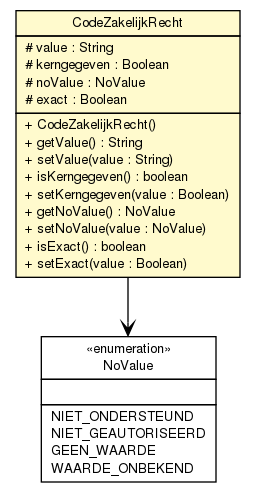 CodeZakelijkRecht
# value : String
# kerngegeven : Boolean
# noValue : NoValue
# exact : Boolean
+ CodeZakelijkRecht()
+ getValue() : String
+ setValue(value : String)
+ isKerngegeven() : boolean
+ setKerngegeven(value : Boolean)
+ getNoValue() : NoValue
+ setNoValue(value : NoValue)
+ isExact() : boolean
+ setExact(value : Boolean)
«enumeration»
NoValue
NIET_ONDERSTEUND
NIET_GEAUTORISEERD
GEEN_WAARDE
WAARDE_ONBEKEND